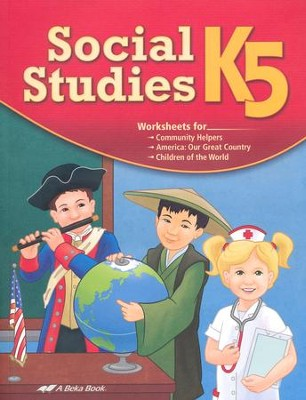 Social
Studies K5
Worksheets for
→ Community Helpers
→ America: Our Great Country
→ Children of the World
A Beka Book®